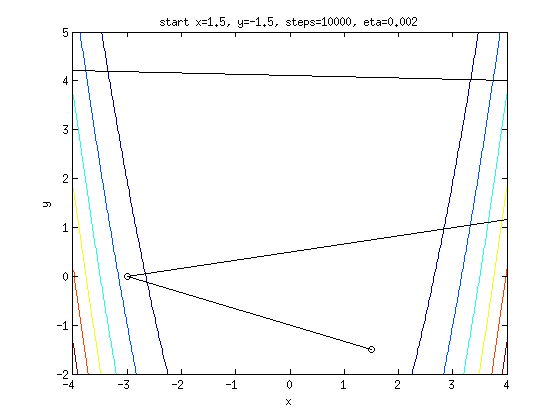 start x=1.5, y=-1.5, steps=10000, eta=0.002
5
4
3
2
1
0
-1
-2
y
-4 -3 -2 -1 0 1 2 3 4
x